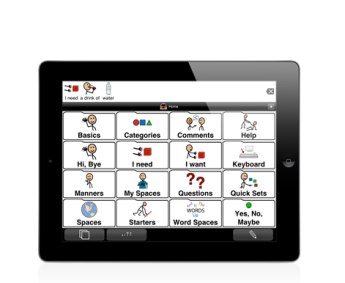 I need a drink of water
Home
Basics
Categories
Comments
Help
Hi, Bye
I need
I want
Keyboard
Manners
My Spaces
Questions
Quick Sets
Spaces
Starters
WORDS
Word Spaces
Yes, No,
Maybe
..?!